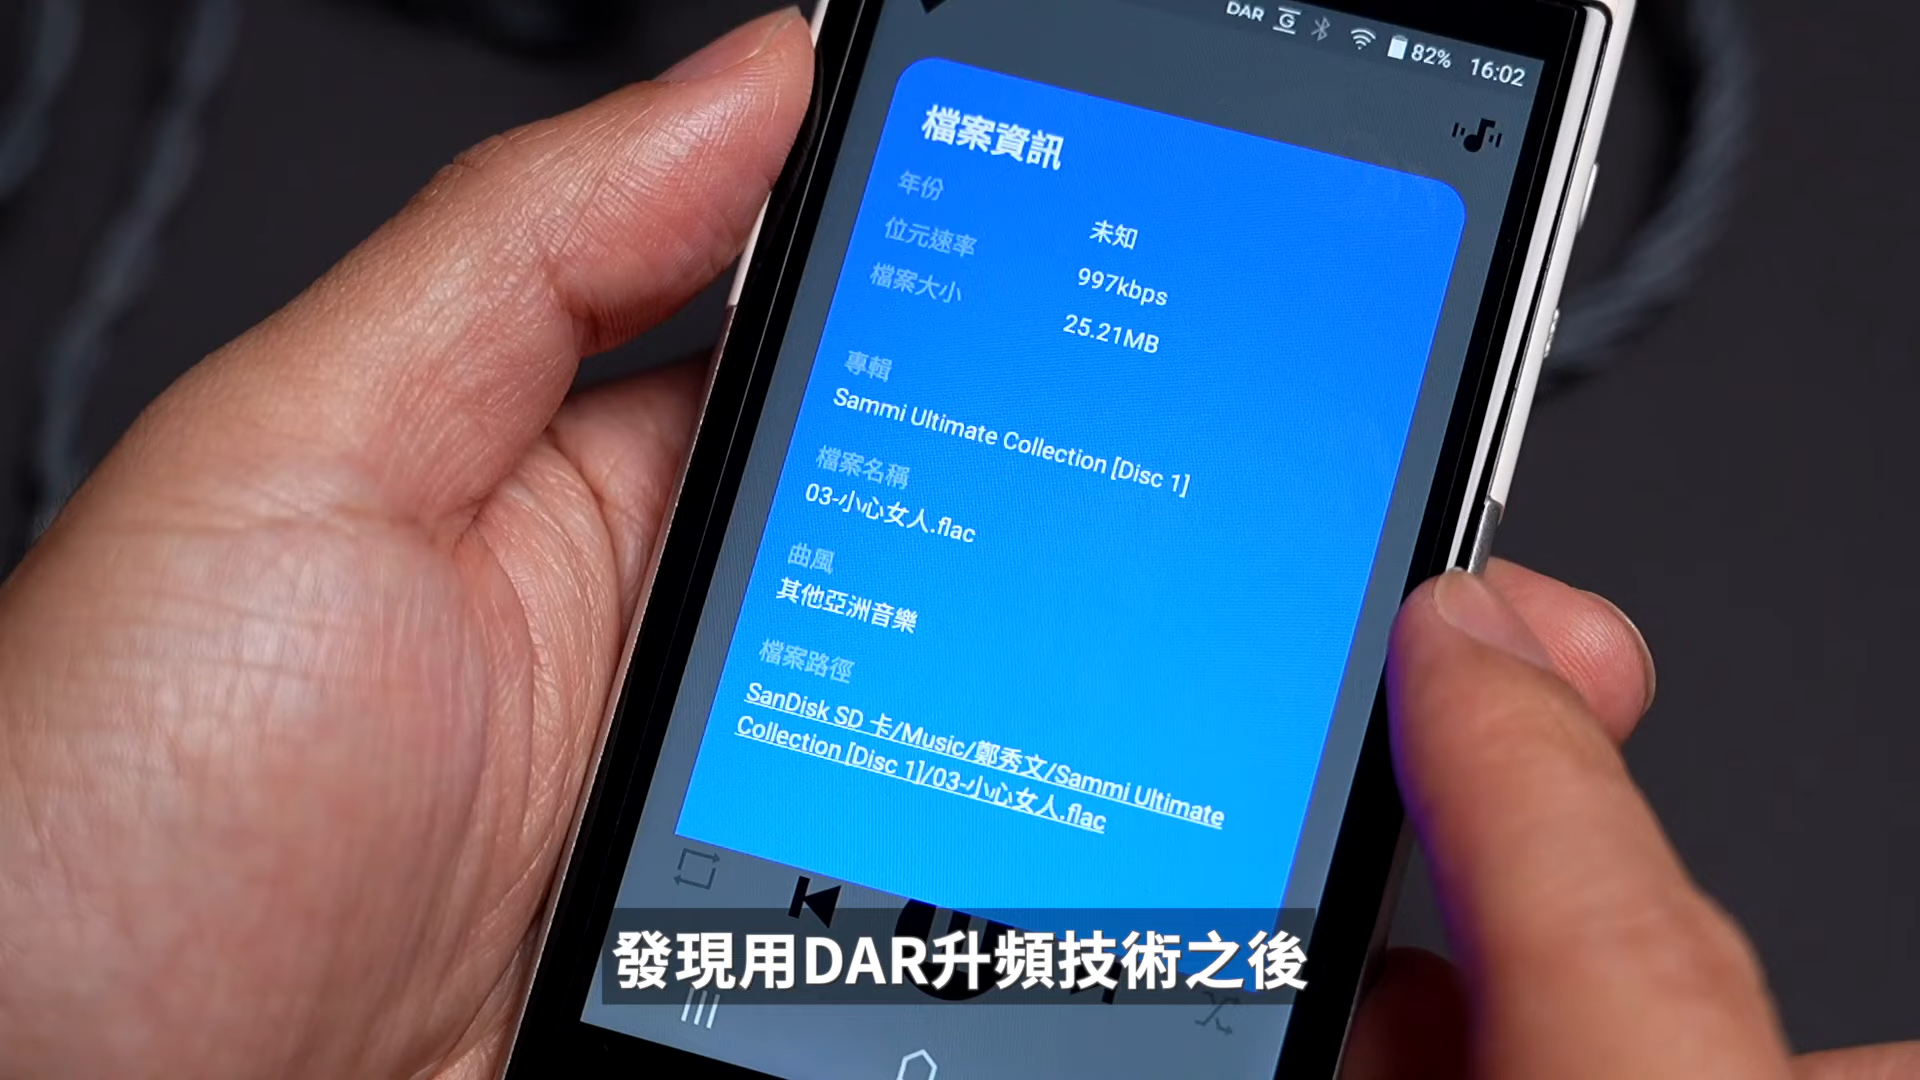 DAR G 82% 16:02
檔案資訊
年份 未知
位元速率 997kbps
檔案大小 25.21MB
專輯
Sammi Ultimate Collection [Disc 1]
檔案名稱
03-小心女人.flac
曲風
其他亞洲音樂
檔案路徑
SanDisk SD 卡/Music/鄭秀文/Sammi Ultimate
Collection [Disc 1]/03-小心女人.flac
發現用DAR升頻技術之後